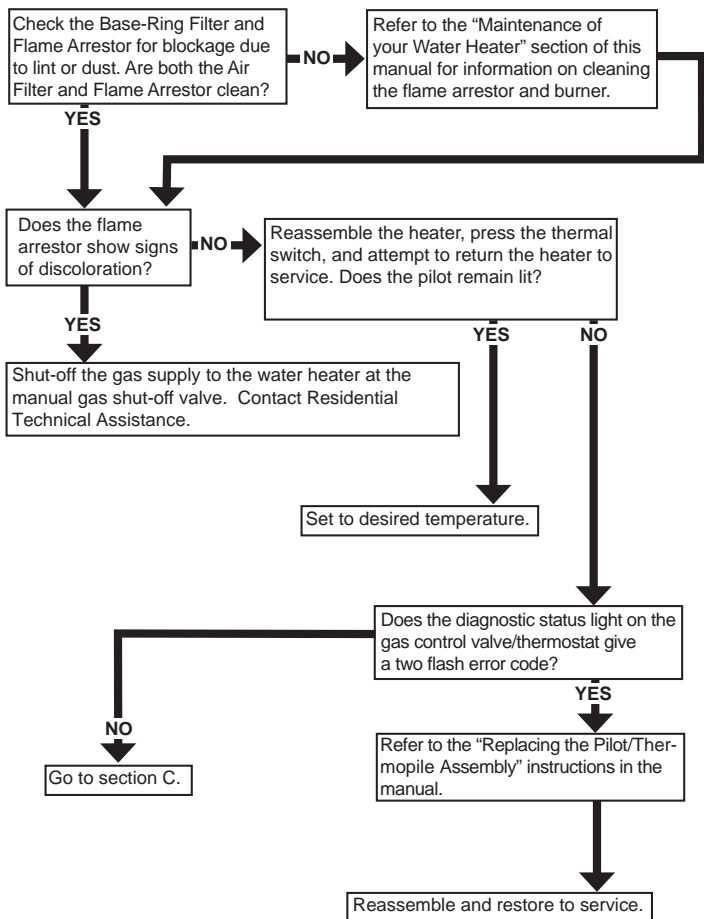 Check the Base-Ring Filter and
Flame Arrestor for blockage due
to lint or dust. Are both the Air
Filter and Flame Arrestor clean?
NO
Refer to the “Maintenance of
your Water Heater” section of this
manual for information on cleaning
the flame arrestor and burner.
YES
Does the flame
arrestor show signs
of discoloration?
NO
Reassemble the heater, press the thermal
switch, and attempt to return the heater to
service. Does the pilot remain lit?
YES
Shut-off the gas supply to the water heater at the
manual gas shut-off valve. Contact Residential
Technical Assistance.
YES
NO
Set to desired temperature.
Does the diagnostic status light on the
gas control valve/thermostat give
a two flash error code?
NO
YES
Go to section C.
Refer to the “Replacing the Pilot/Ther-
mopile Assembly” instructions in the
manual.
Reassemble and restore to service.